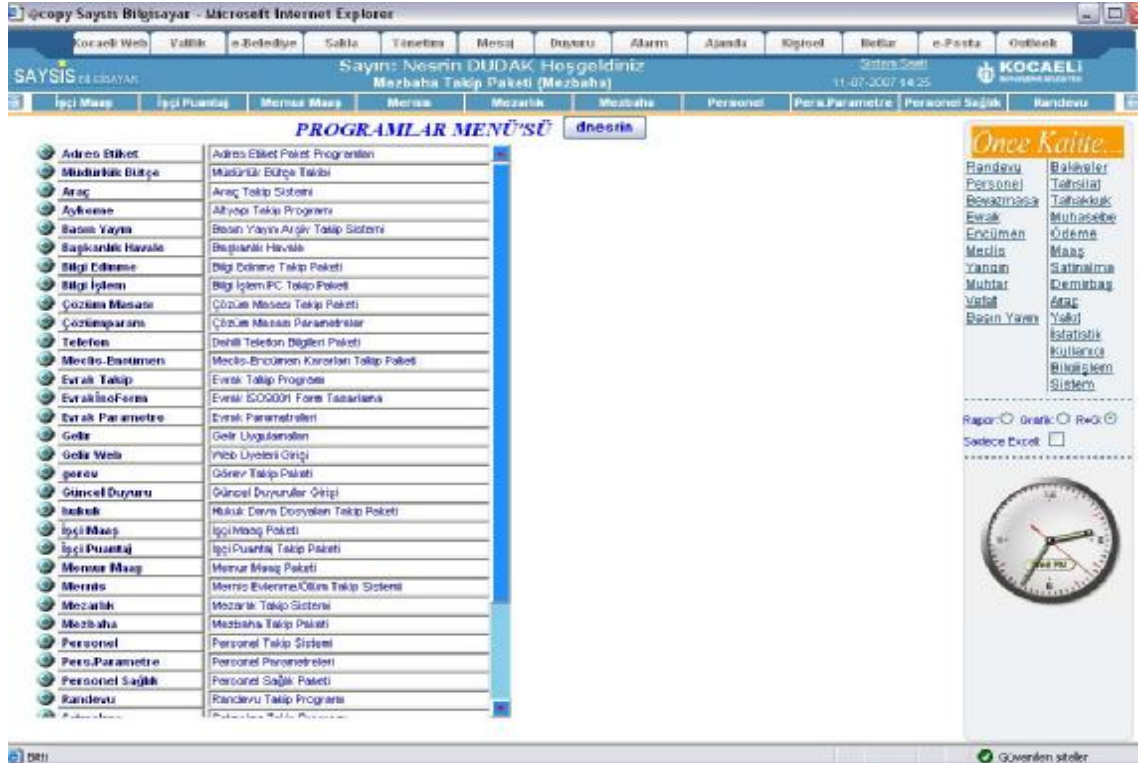 @copy Saysis Bilgisayar - Microsoft Internet Explorer
Kocaeli Web Valilik e-Belediye Sakla Yönetim Mesaj Duyuru Alarm Ajanda Kişisel Notlar e-Posta Outlook
SAYSİS BİLGİSAYAR
Sayın: Nesrin DUDAK Hoşgeldiniz
Mezbaha Takip Paketi (Mezbaha)
Sistem Saati
11-07-2007 14:25
KOCAELİ
İşçi Maaş İşçi Puantaj Memur Maaş Mernis Mezarlık Mezbaha Personel Pers.Parametre Personel Sağlık Randevu
PROGRAMLAR MENÜ'SÜ dnesrin
Adres Etiket Adres Etiket Paket Programları
Müdürlük Bütçe Müdürlük Bütçe Takibi
Araç Araç Takip Sistemi
Aykome Altyapı Takip Programı
Basın Yayın Basın Yayın Arşiv Takip Sistemi
Başkanlık Havale Başkanlık Havale
Bilgi Edinme Bilgi Edinme Takip Paketi
Bilgi İşlem Bilgi İşlem PC Takip Paketi
Çözüm Masası Çözüm Masası Takip Paketi
Çözümparam Çözüm Masası Parametreler
Telefon Dahili Telefon Bilgileri Paketi
Meclis-Encümen Meclis-Encümen Kararları Takip Paketi
Evrak Takip Evrak Takip Programı
EvrakİsoForm Evrak ISO9001 Form Tasarlama
Evrak Parametre Evrak Parametreleri
Gelir Gelir Uygulamaları
Gelir Web Web Üyeleri Girişi
gorev Görev Takip Paketi
Güncel Duyuru Güncel Duyurular Girişi
hukuk Hukuk Dava Dosyaları Takip Paketi
İşçi Maaş İşçi Maaş Paketi
İşçi Puantaj İşçi Puantaj Takip Paketi
Memur Maaş Memur Maaş Paketi
Mernis Mernis Evlenme/Ölüm Takip Sistemi
Mezarlık Mezarlık Takip Sistemi
Mezbaha Mezbaha Takip Paketi
Personel Personel Takip Sistemi
Pers.Parametre Personel Parametreleri
Personel Sağlık Personel Sağlık Paketi
Randevu Randevu Takip Programı
Önce Kalite...
Randevu Bakiyeler
Personel Tahsilat
Beyazmasa Tahakkuk
Evrak Muhasebe
Encümen Ödeme
Meclis Maaş
Yangın Satinalma
Muhtar Demirbaş
Vefat Araç
Basın Yayın Yakıt
İstatistik
Kullanıcı
Bilgiişlem
Sistem
Rapor: Grafik: R+G:
Sadece Excel:
Bitti
Güvenilen siteler